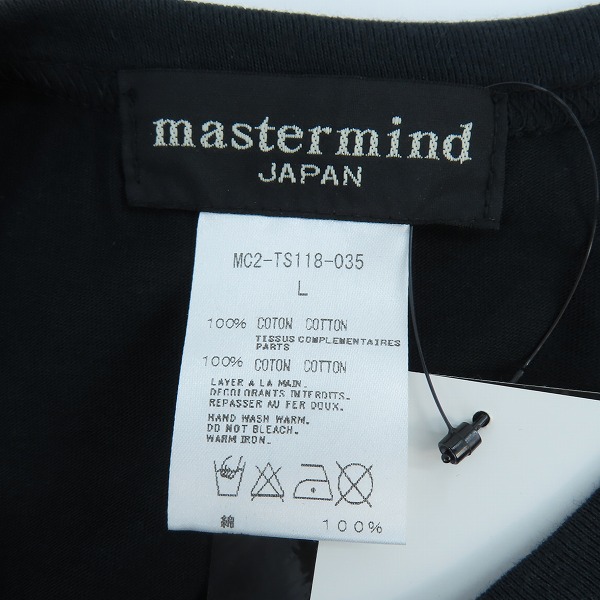 mastermind
JAPAN
MC2-TS118-035
L
100% COTON COTTON
TISSUS COMPLEMENTAIRES
PARTS
100% COTON COTTON
LAVER A LA MAIN.
DECOLORANTS INTERDITS.
REPASSER AU FER DOUX.
HAND WASH WARM.
DO NOT BLEACH.
WARM IRON.
綿 100%